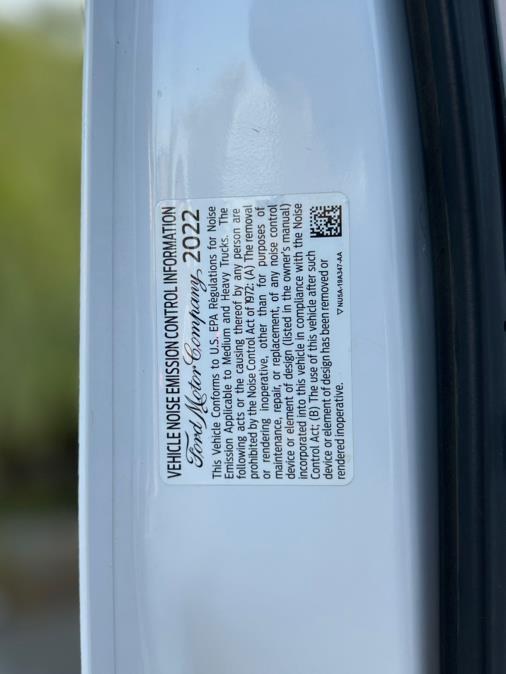 VEHICLE NOISE EMISSION CONTROL INFORMATION
Ford Motor Company 2022
This Vehicle Conforms to U.S. EPA Regulations for Noise
Emission Applicable to Medium and Heavy Trucks. The
following acts or the causing thereof by any person are
prohibited by the Noise Control Act of 1972: (A) The removal
or rendering inoperative, other than for purposes of
maintenance, repair, or replacement, of any noise control
device or element of design (listed in the owner's manual)
incorporated into this vehicle in compliance with the Noise
Control Act; (B) The use of this vehicle after such
device or element of design has been removed or
rendered inoperative.
▽ NU5A-19A347-AA